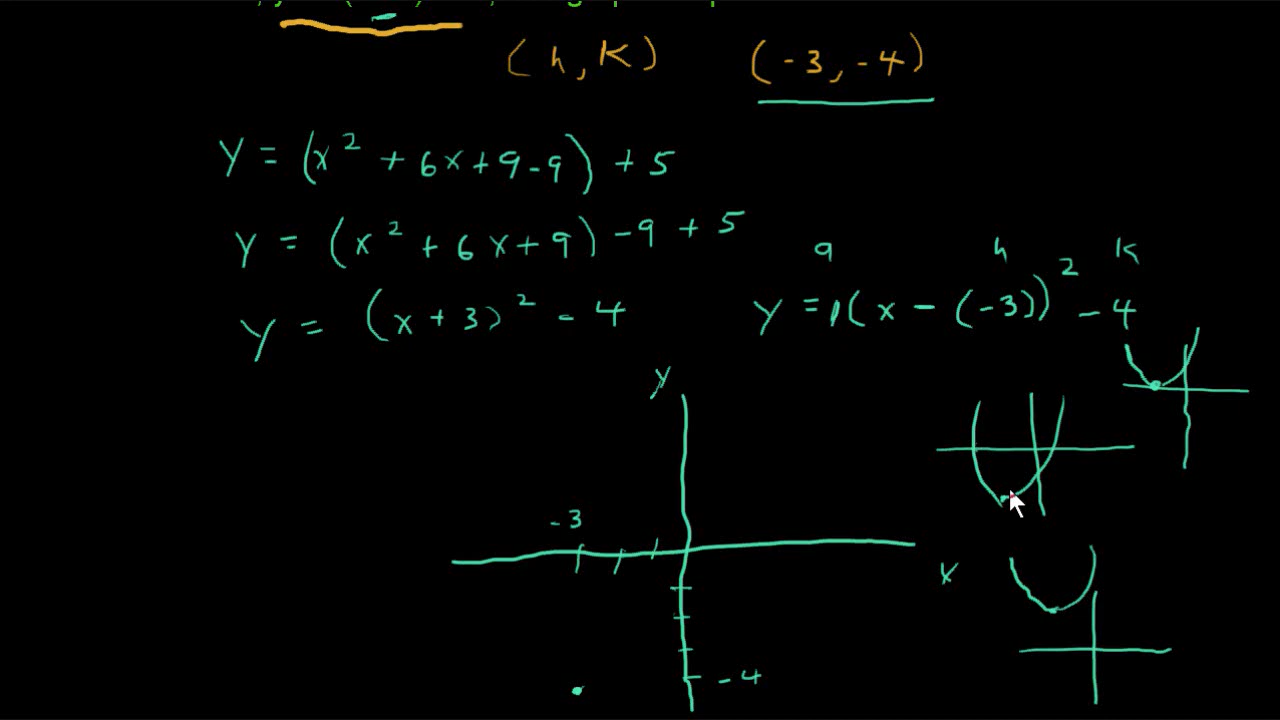 (h, K) (-3, -4)
y = (x² + 6x + 9 - 9) + 5
y = (x² + 6x + 9) - 9 + 5
a h k
y = (x + 3)² - 4 y = 1(x - (-3))² - 4
y
-3
x
-4